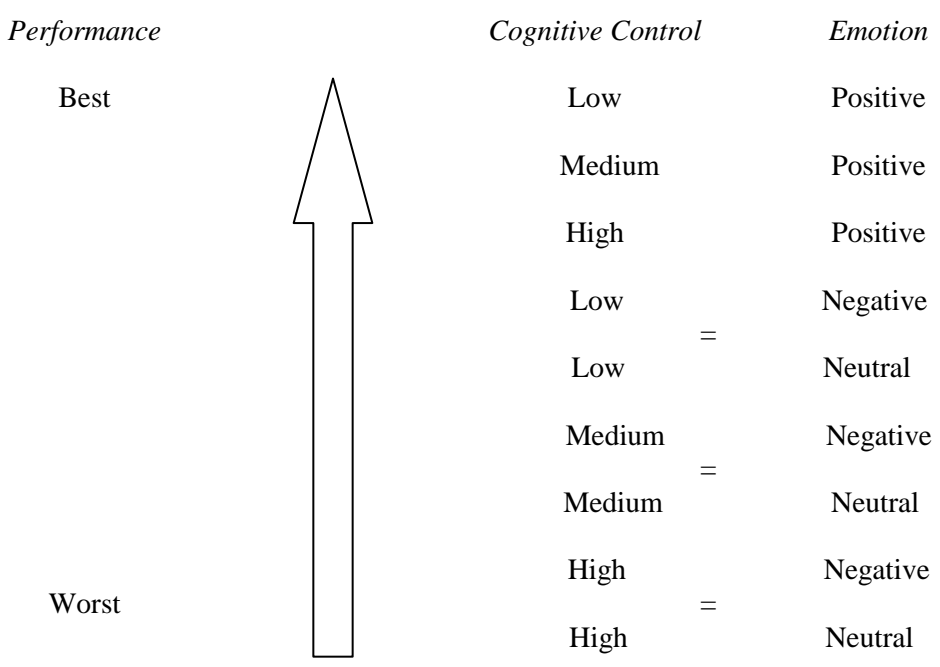 Performance Cognitive Control Emotion
Best Low Positive
Medium Positive
High Positive
Low Negative
=
Low Neutral
Medium Negative
=
Medium Neutral
High Negative
Worst =
High Neutral